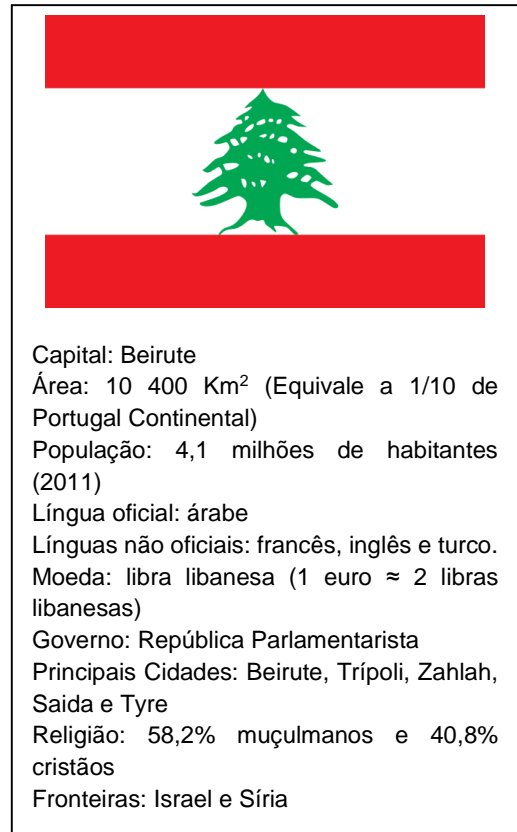 Capital: Beirute
Área: 10 400 Km² (Equivale a 1/10 de
Portugal Continental)
População: 4,1 milhões de habitantes
(2011)
Língua oficial: árabe
Línguas não oficiais: francês, inglês e turco.
Moeda: libra libanesa (1 euro ≈ 2 libras
libanesas)
Governo: República Parlamentarista
Principais Cidades: Beirute, Trípoli, Zahlah,
Saida e Tyre
Religião: 58,2% muçulmanos e 40,8%
cristãos
Fronteiras: Israel e Síria